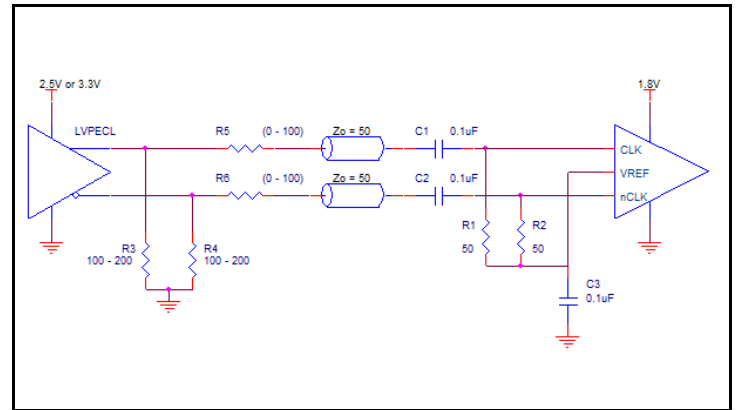 2.5V or 3.3V
1.8V
LVPECL
R5 (0 - 100) Zo = 50 C1 0.1uF
CLK
VREF
R6 (0 - 100) Zo = 50 C2 0.1uF
nCLK
R1
50
R2
50
R3
100 - 200
R4
100 - 200
C3
0.1uF